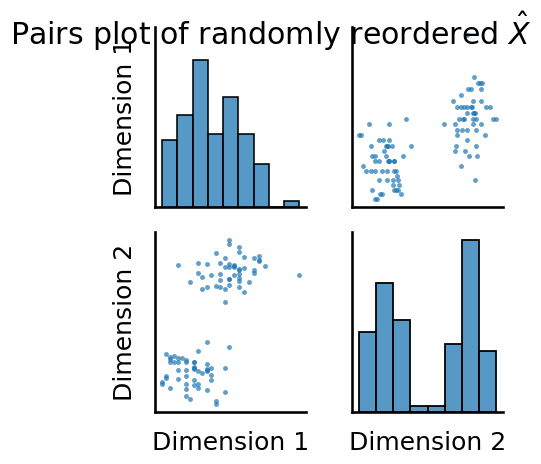 Pairs plot of randomly reordered X̂
Dimension 1
Dimension 2
Dimension 1
Dimension 2